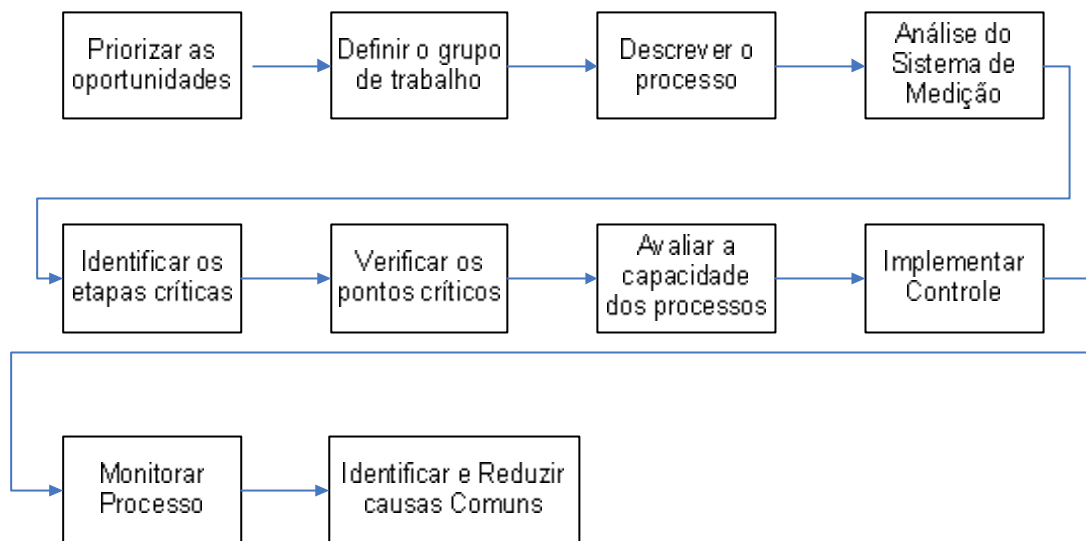 Priorizar as
oportunidades
Definir o grupo
de trabalho
Descrever o
processo
Análise do
Sistema de
Medição
Identificar os
etapas críticas
Verificar os
pontos críticos
Avaliar a
capacidade
dos processos
Implementar
Controle
Monitorar
Processo
Identificar e Reduzir
causas Comuns